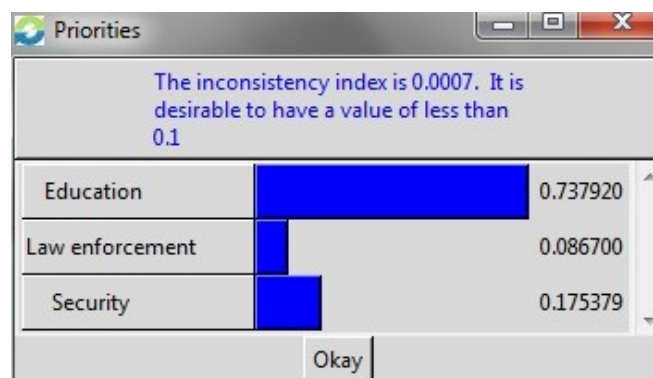 Priorities
The inconsistency index is 0.0007. It is
desirable to have a value of less than
0.1
Education 0.737920
Law enforcement 0.086700
Security 0.175379
Okay